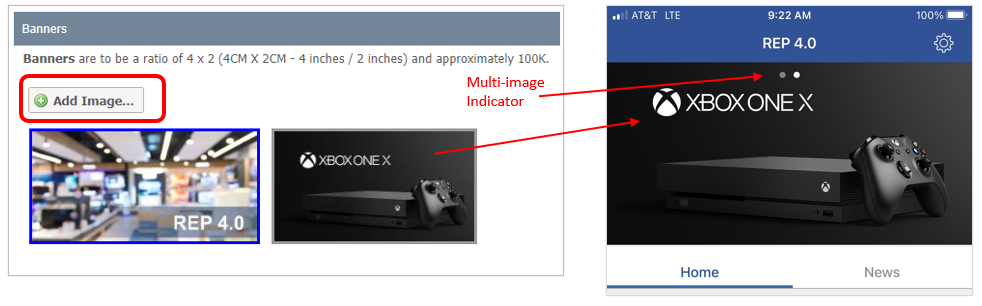 Banners
Banners are to be a ratio of 4 x 2 (4CM X 2CM - 4 inches / 2 inches) and approximately 100K.
Add Image...
REP 4.0
XBOX ONE X
Multi-image
Indicator
AT&T LTE 9:22 AM 100%
REP 4.0
XBOX ONE X
Home News